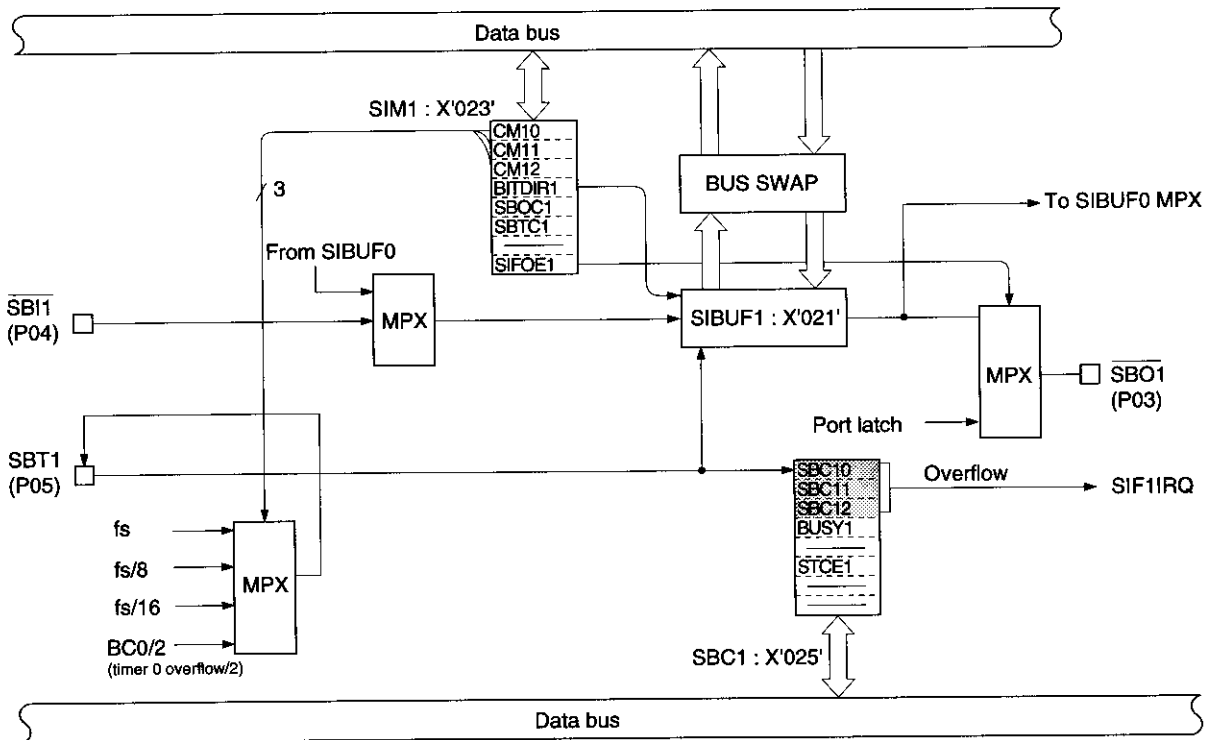 Data bus
SIM1 : X'023'
CM10
CM11
CM12
BITDIR1
SBOC1
SBTC1
SIFOE1
BUS SWAP
3
To SIBUF0 MPX
From SIBUF0
SBI1
(P04)
MPX
SIBUF1 : X'021'
MPX
SBO1
(P03)
Port latch
SBT1
(P05)
SBC10
SBC11
SBC12
BUSY1
STCE1
Overflow
SIF1IRQ
fs
fs/8
fs/16
BC0/2
(timer 0 overflow/2)
MPX
SBC1 : X'025'
Data bus